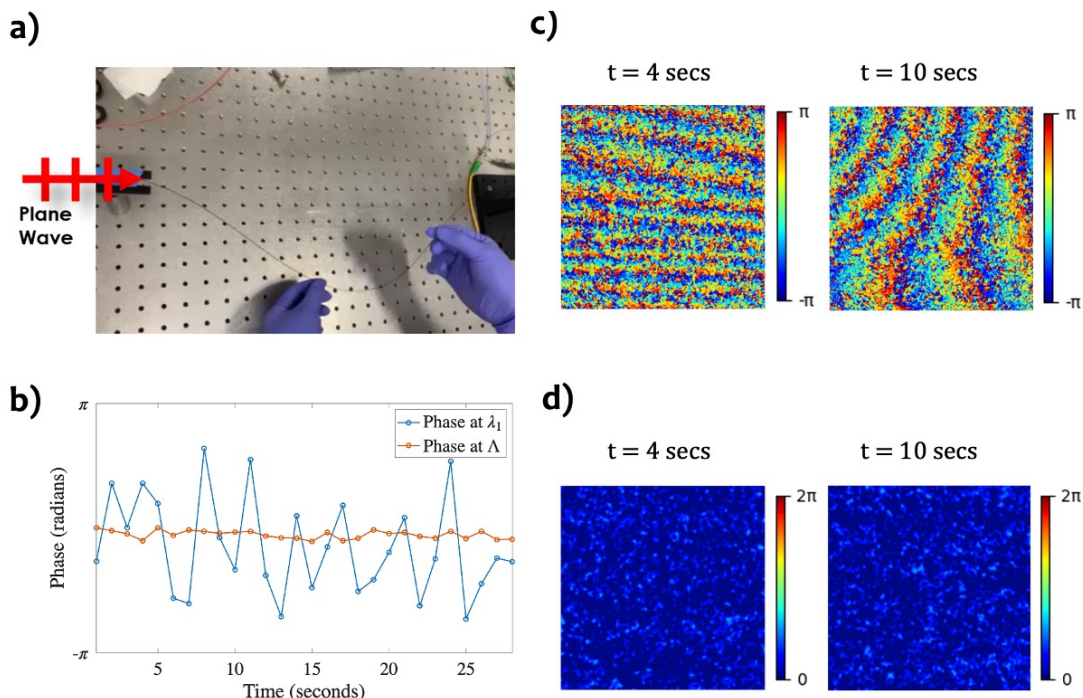 a)
Plane
Wave
b)
π
Phase (radians)
-π
5
10
15
20
25
Time (seconds)
Phase at λ₁
Phase at Λ
c)
t = 4 secs
π
-π
t = 10 secs
π
-π
d)
t = 4 secs
2π
0
t = 10 secs
2π
0